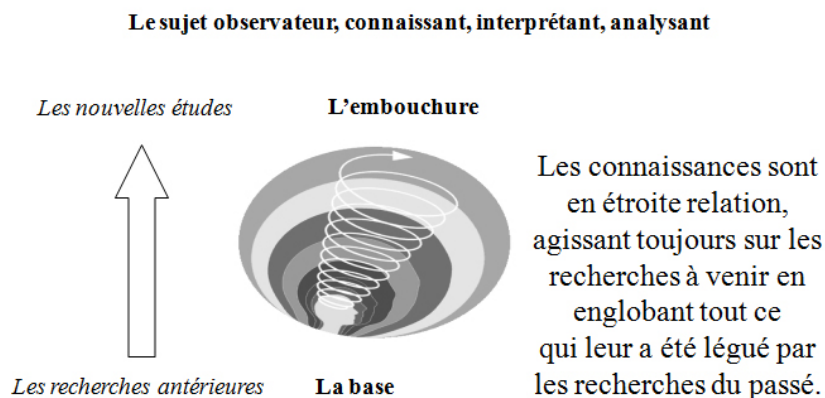 Le sujet observateur, connaissant, interprétant, analysant
Les nouvelles études
L'embouchure
Les connaissances sont
en étroite relation,
agissant toujours sur les
recherches à venir en
englobant tout ce
qui leur a été légué par
les recherches du passé.
Les recherches antérieures
La base